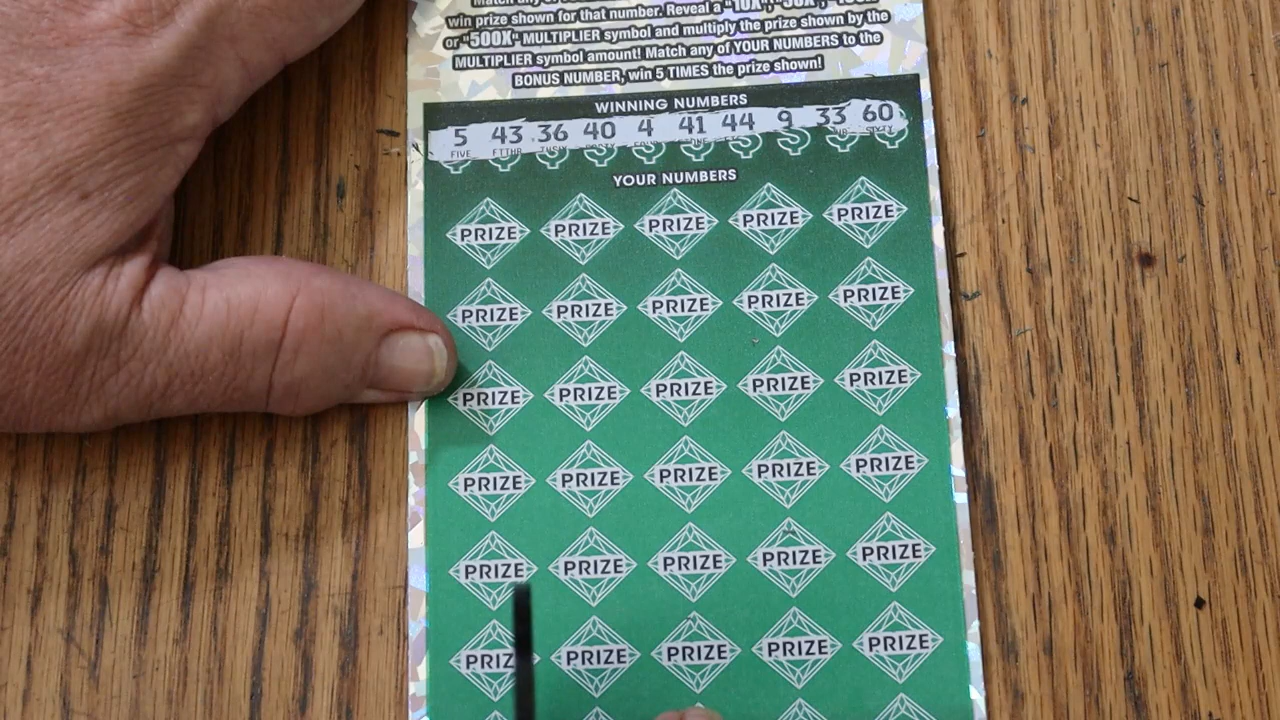 win prize shown for that number. Reveal a "10X",
or "500X" MULTIPLIER symbol and multiply the prize shown by the
MULTIPLIER symbol amount! Match any of YOUR NUMBERS to the
BONUS NUMBER, win 5 TIMES the prize shown!
WINNING NUMBERS
5 43 36 40 4 41 44 9 33 60
FIVE FTTHR SIXTY
YOUR NUMBERS
PRIZE PRIZE PRIZE PRIZE PRIZE
PRIZE PRIZE PRIZE PRIZE PRIZE
PRIZE PRIZE PRIZE PRIZE PRIZE
PRIZE PRIZE PRIZE PRIZE PRIZE
PRIZE PRIZE PRIZE PRIZE PRIZE
PRIZ PRIZE PRIZE PRIZE PRIZE